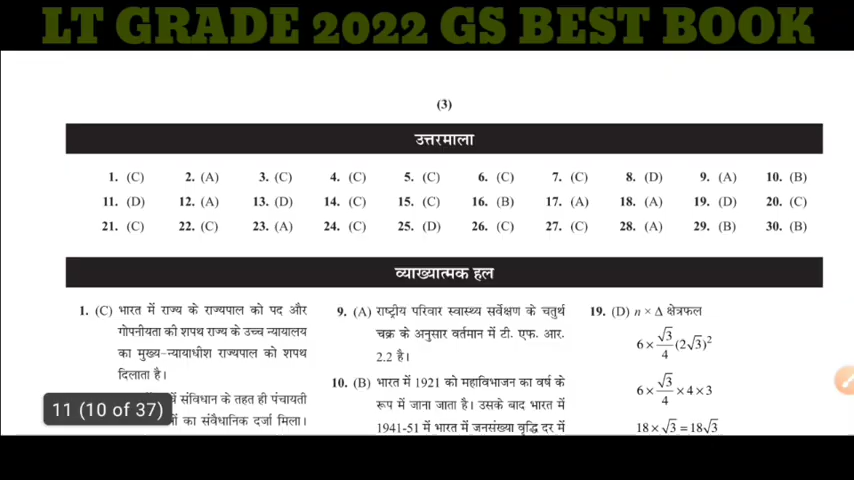 LT GRADE 2022 GS BEST BOOK
(3)
उत्तरमाला
1. (C) 2. (A) 3. (C) 4. (C) 5. (C) 6. (C) 7. (C) 8. (D) 9. (A) 10. (B)
11. (D) 12. (A) 13. (D) 14. (C) 15. (C) 16. (B) 17. (A) 18. (A) 19. (D) 20. (C)
21. (C) 22. (C) 23. (A) 24. (C) 25. (D) 26. (C) 27. (C) 28. (A) 29. (B) 30. (B)
व्याख्यात्मक हल
1. (C) भारत में राज्य के राज्यपाल को पद और
गोपनीयता की शपथ राज्य के उच्च न्यायालय
का मुख्य-न्यायाधीश राज्यपाल को शपथ
दिलाता है।
संविधान के तहत ही पंचायती
का संवैधानिक दर्जा मिला।
11 (10 of 37)
9. (A) राष्ट्रीय परिवार स्वास्थ्य सर्वेक्षण के चतुर्थ
चक्र के अनुसार वर्तमान में टी. एफ. आर.
2.2 है।
10. (B) भारत में 1921 को महाविभाजन का वर्ष के
रूप में जाना जाता है। उसके बाद भारत में
1941-51 में भारत में जनसंख्या वृद्धि दर में
19. (D) n × Δ क्षेत्रफल
6 × √3/4 (2√3)²
6 × √3/4 × 4 × 3
18 × √3 = 18√3